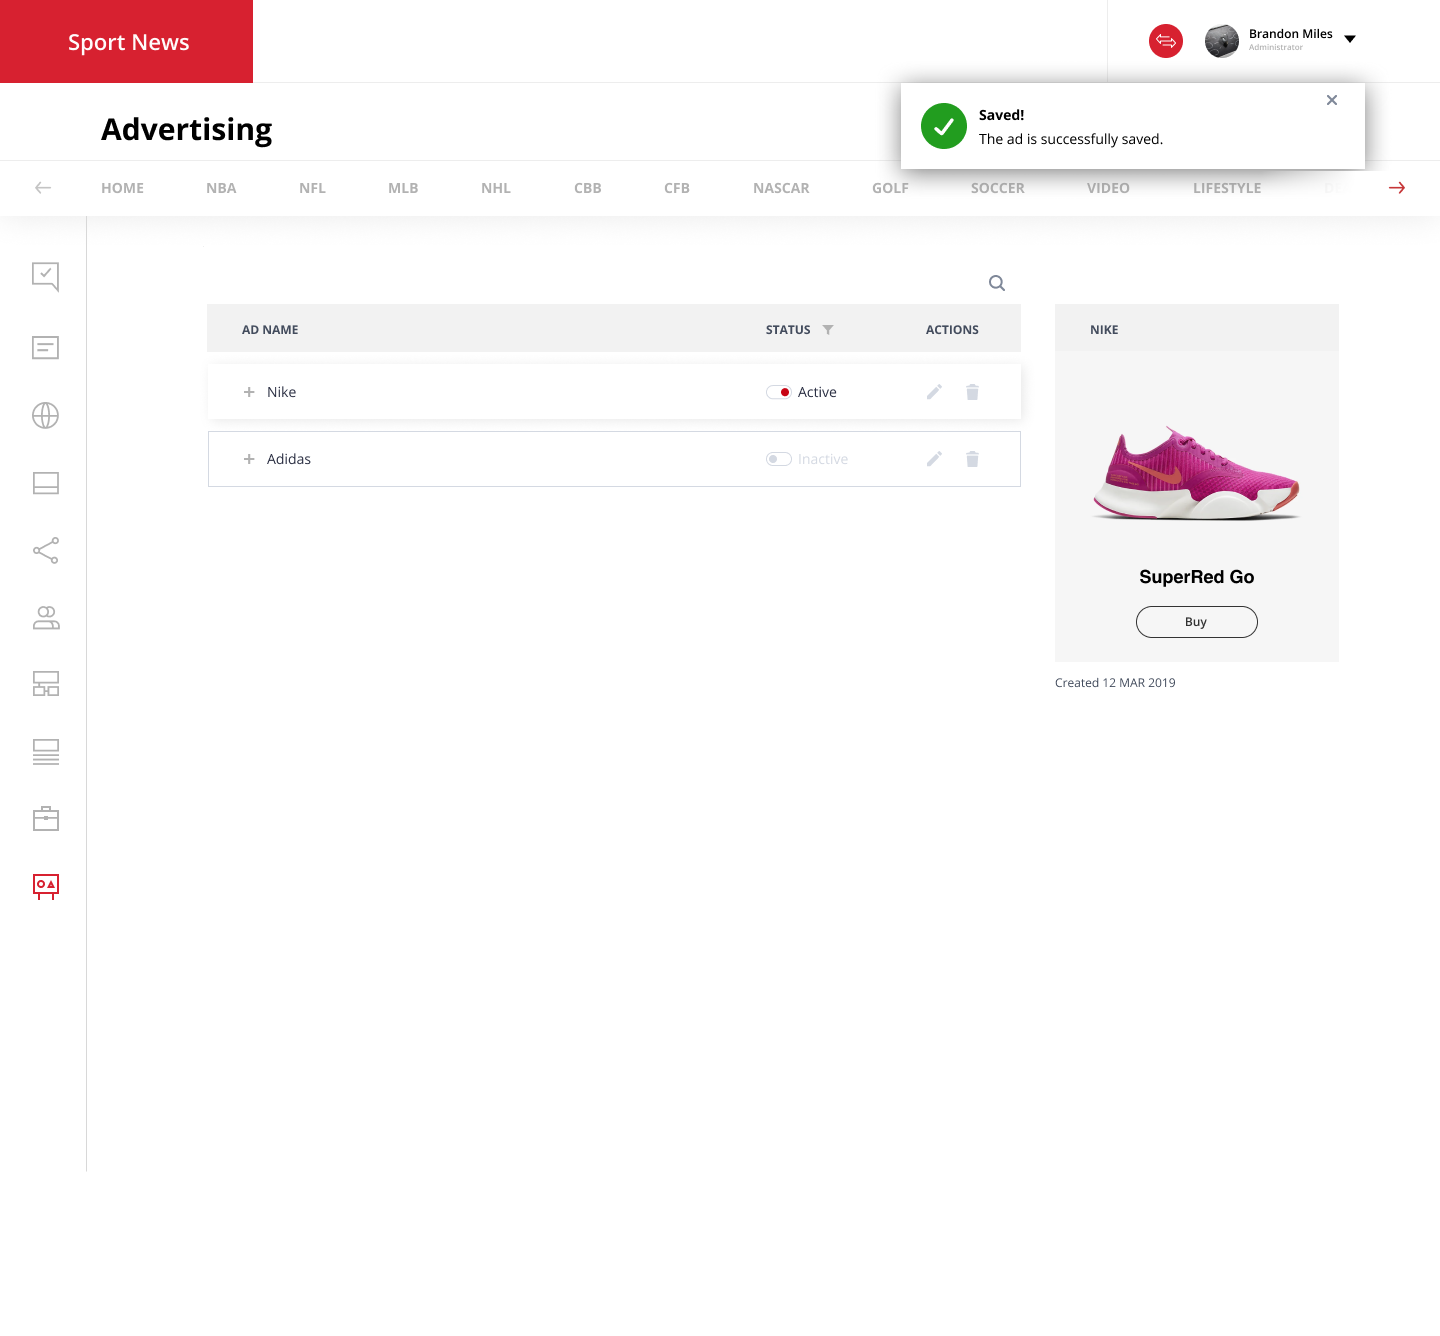 Sport News
Brandon Miles
Administrator
Advertising
Saved!
The ad is successfully saved.
HOME NBA NFL MLB NHL CBB CFB NASCAR GOLF SOCCER VIDEO LIFESTYLE
AD NAME STATUS ACTIONS
Nike Active
Adidas Inactive
NIKE
SuperRed Go
Buy
Created 12 MAR 2019